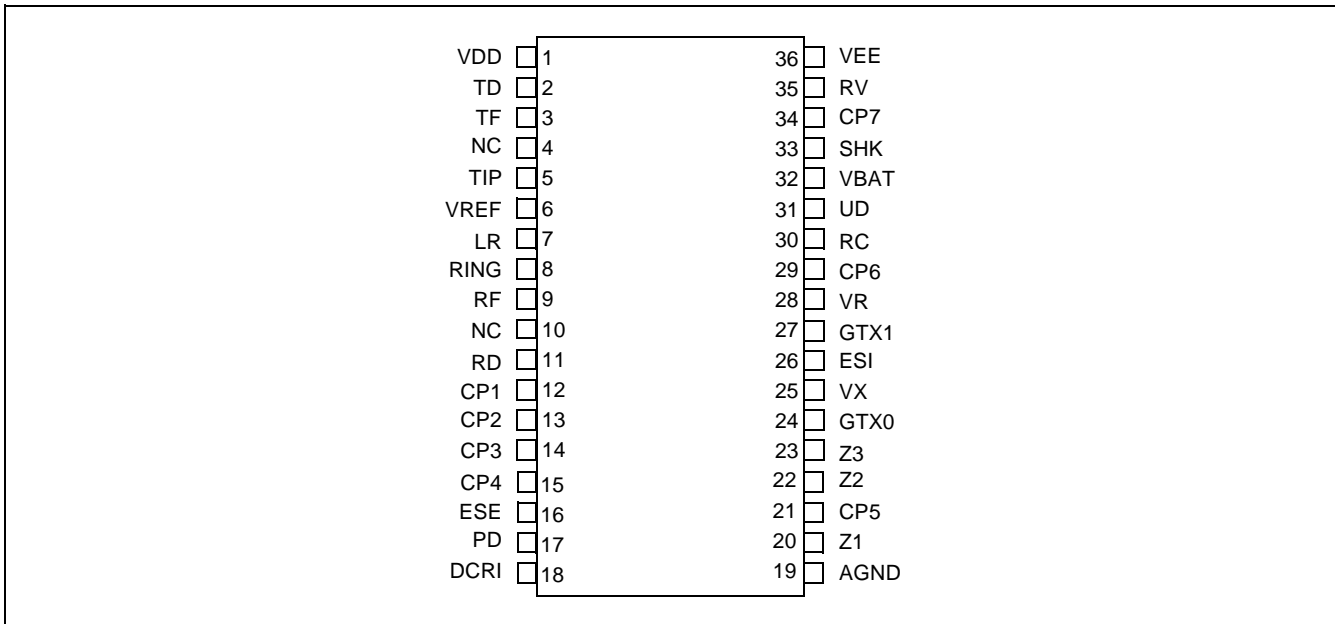 VDD 1 36 VEE
TD 2 35 RV
TF 3 34 CP7
NC 4 33 SHK
TIP 5 32 VBAT
VREF 6 31 UD
LR 7 30 RC
RING 8 29 CP6
RF 9 28 VR
NC 10 27 GTX1
RD 11 26 ESI
CP1 12 25 VX
CP2 13 24 GTX0
CP3 14 23 Z3
CP4 15 22 Z2
ESE 16 21 CP5
PD 17 20 Z1
DCRI 18 19 AGND